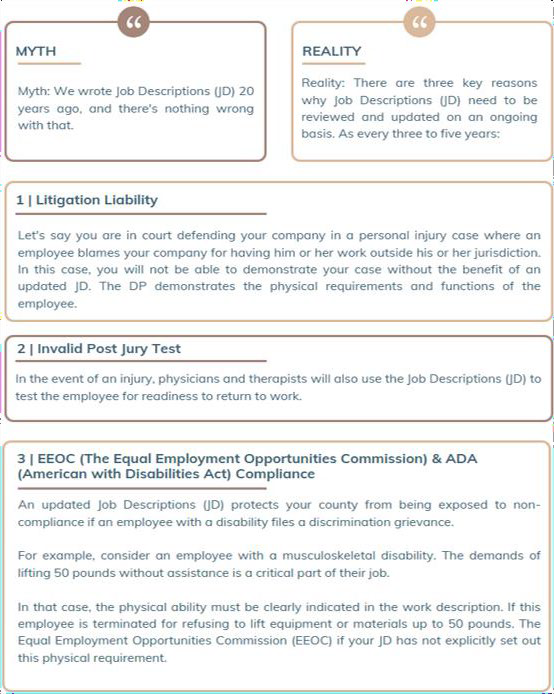 MYTH
Myth: We wrote Job Descriptions (JD) 20
years ago, and there's nothing wrong
with that.
REALITY
Reality: There are three key reasons
why Job Descriptions (JD) need to be
reviewed and updated on an ongoing
basis. As every three to five years:
1 | Litigation Liability
Let's say you are in court defending your company in a personal injury case where an
employee blames your company for having him or her work outside his or her jurisdiction.
In this case, you will not be able to demonstrate your case without the benefit of an
updated JD. The DP demonstrates the physical requirements and functions of the
employee.
2 | Invalid Post Jury Test
In the event of an injury, physicians and therapists will also use the Job Descriptions (JD) to
test the employee for readiness to return to work.
3 | EEOC (The Equal Employment Opportunities Commission) & ADA
(American with Disabilities Act) Compliance
An updated Job Descriptions (JD) protects your county from being exposed to non-
compliance if an employee with a disability files a discrimination grievance.
For example, consider an employee with a musculoskeletal disability. The demands of
lifting 50 pounds without assistance is a critical part of their job.
In that case, the physical ability must be clearly indicated in the work description. If this
employee is terminated for refusing to lift equipment or materials up to 50 pounds. The
Equal Employment Opportunities Commission (EEOC) if your JD has not explicitly set out
this physical requirement.